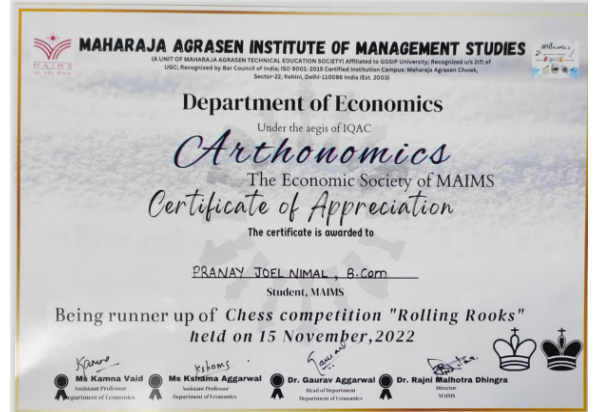 MAIMS
MAHARAJA AGRASEN INSTITUTE OF MANAGEMENT STUDIES
(A UNIT OF MAHARAJA AGRASEN TECHNICAL EDUCATION SOCIETY) Affiliated to GGSIP University; Recognized u/s 2(f) of
UGC; Recognized by Bar Council of India; ISO 9001: 2015 Certified Institution Campus: Maharaja Agrasen Chowk,
Sector-22, Rohini, Delhi-110086 India (Est. 2003)
Department of Economics
Under the aegis of IQAC
Arthonomics
The Economic Society of MAIMS
Certificate of Appreciation
The certificate is awarded to
PRANAY JOEL NIMAL, B.Com
Student, MAIMS
Being runner up of Chess competition "Rolling Rooks"
held on 15 November,2022
Ms Kamna Vaid
Assistant Professor
Department of Economics
Ms Kshama Aggarwal
Assistant Professor
Department of Economics
Dr. Gaurav Aggarwal
Head of Department
Department of Economics
Dr. Rajni Malhotra Dhingra
Director
MAIMS